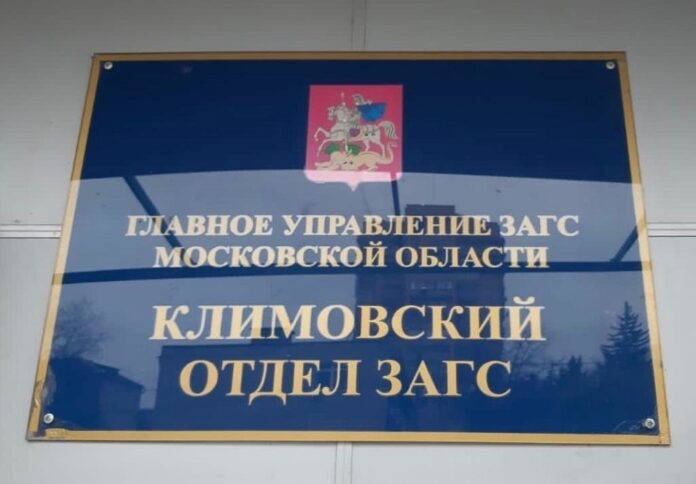 ГЛАВНОЕ УПРАВЛЕНИЕ ЗАГС
МОСКОВСКОЙ ОБЛАСТИ
КЛИМОВСКИЙ
ОТДЕЛ ЗАГС